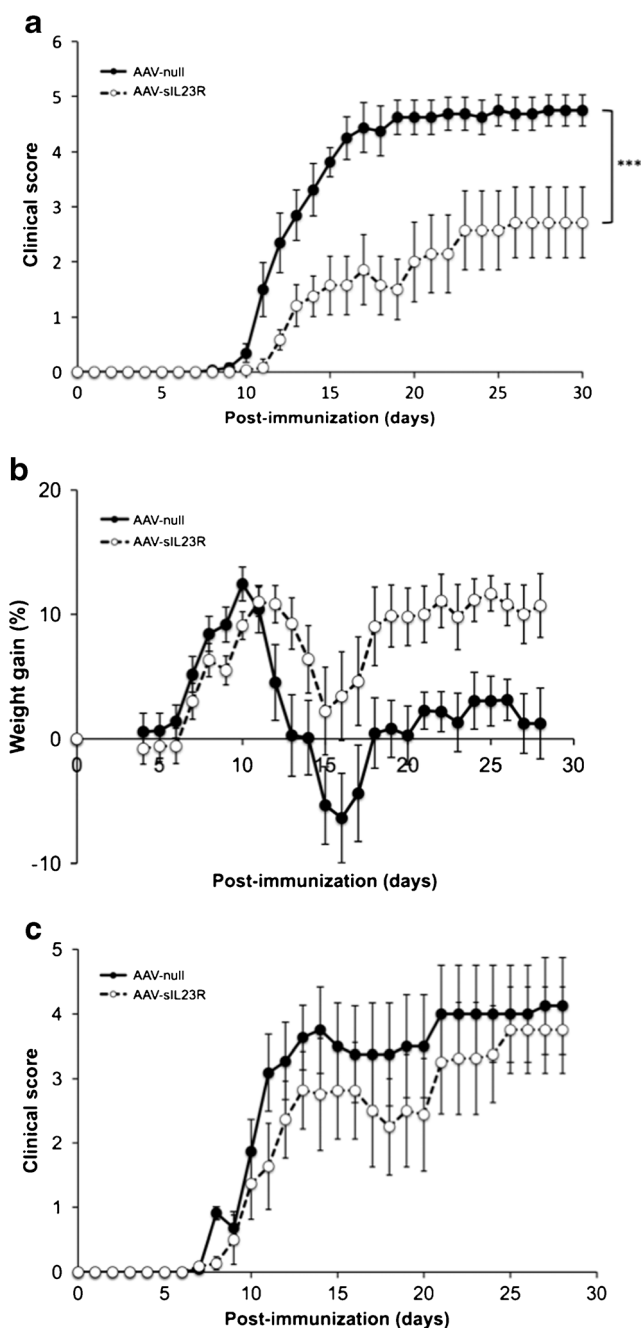 a
6
AAV-null
AAV-sIL23R
5
4
3
2
1
0
Clinical score
***
0 5 10 15 20 25 30
Post-immunization (days)
b
20
AAV-null
AAV-sIL23R
10
0
-10
Weight gain (%)
0 5 10 15 20 25 30
Post-immunization (days)
c
5
AAV-null
AAV-sIL23R
4
3
2
1
0
Clinical score
0 5 10 15 20 25 30
Post-immunization (days)